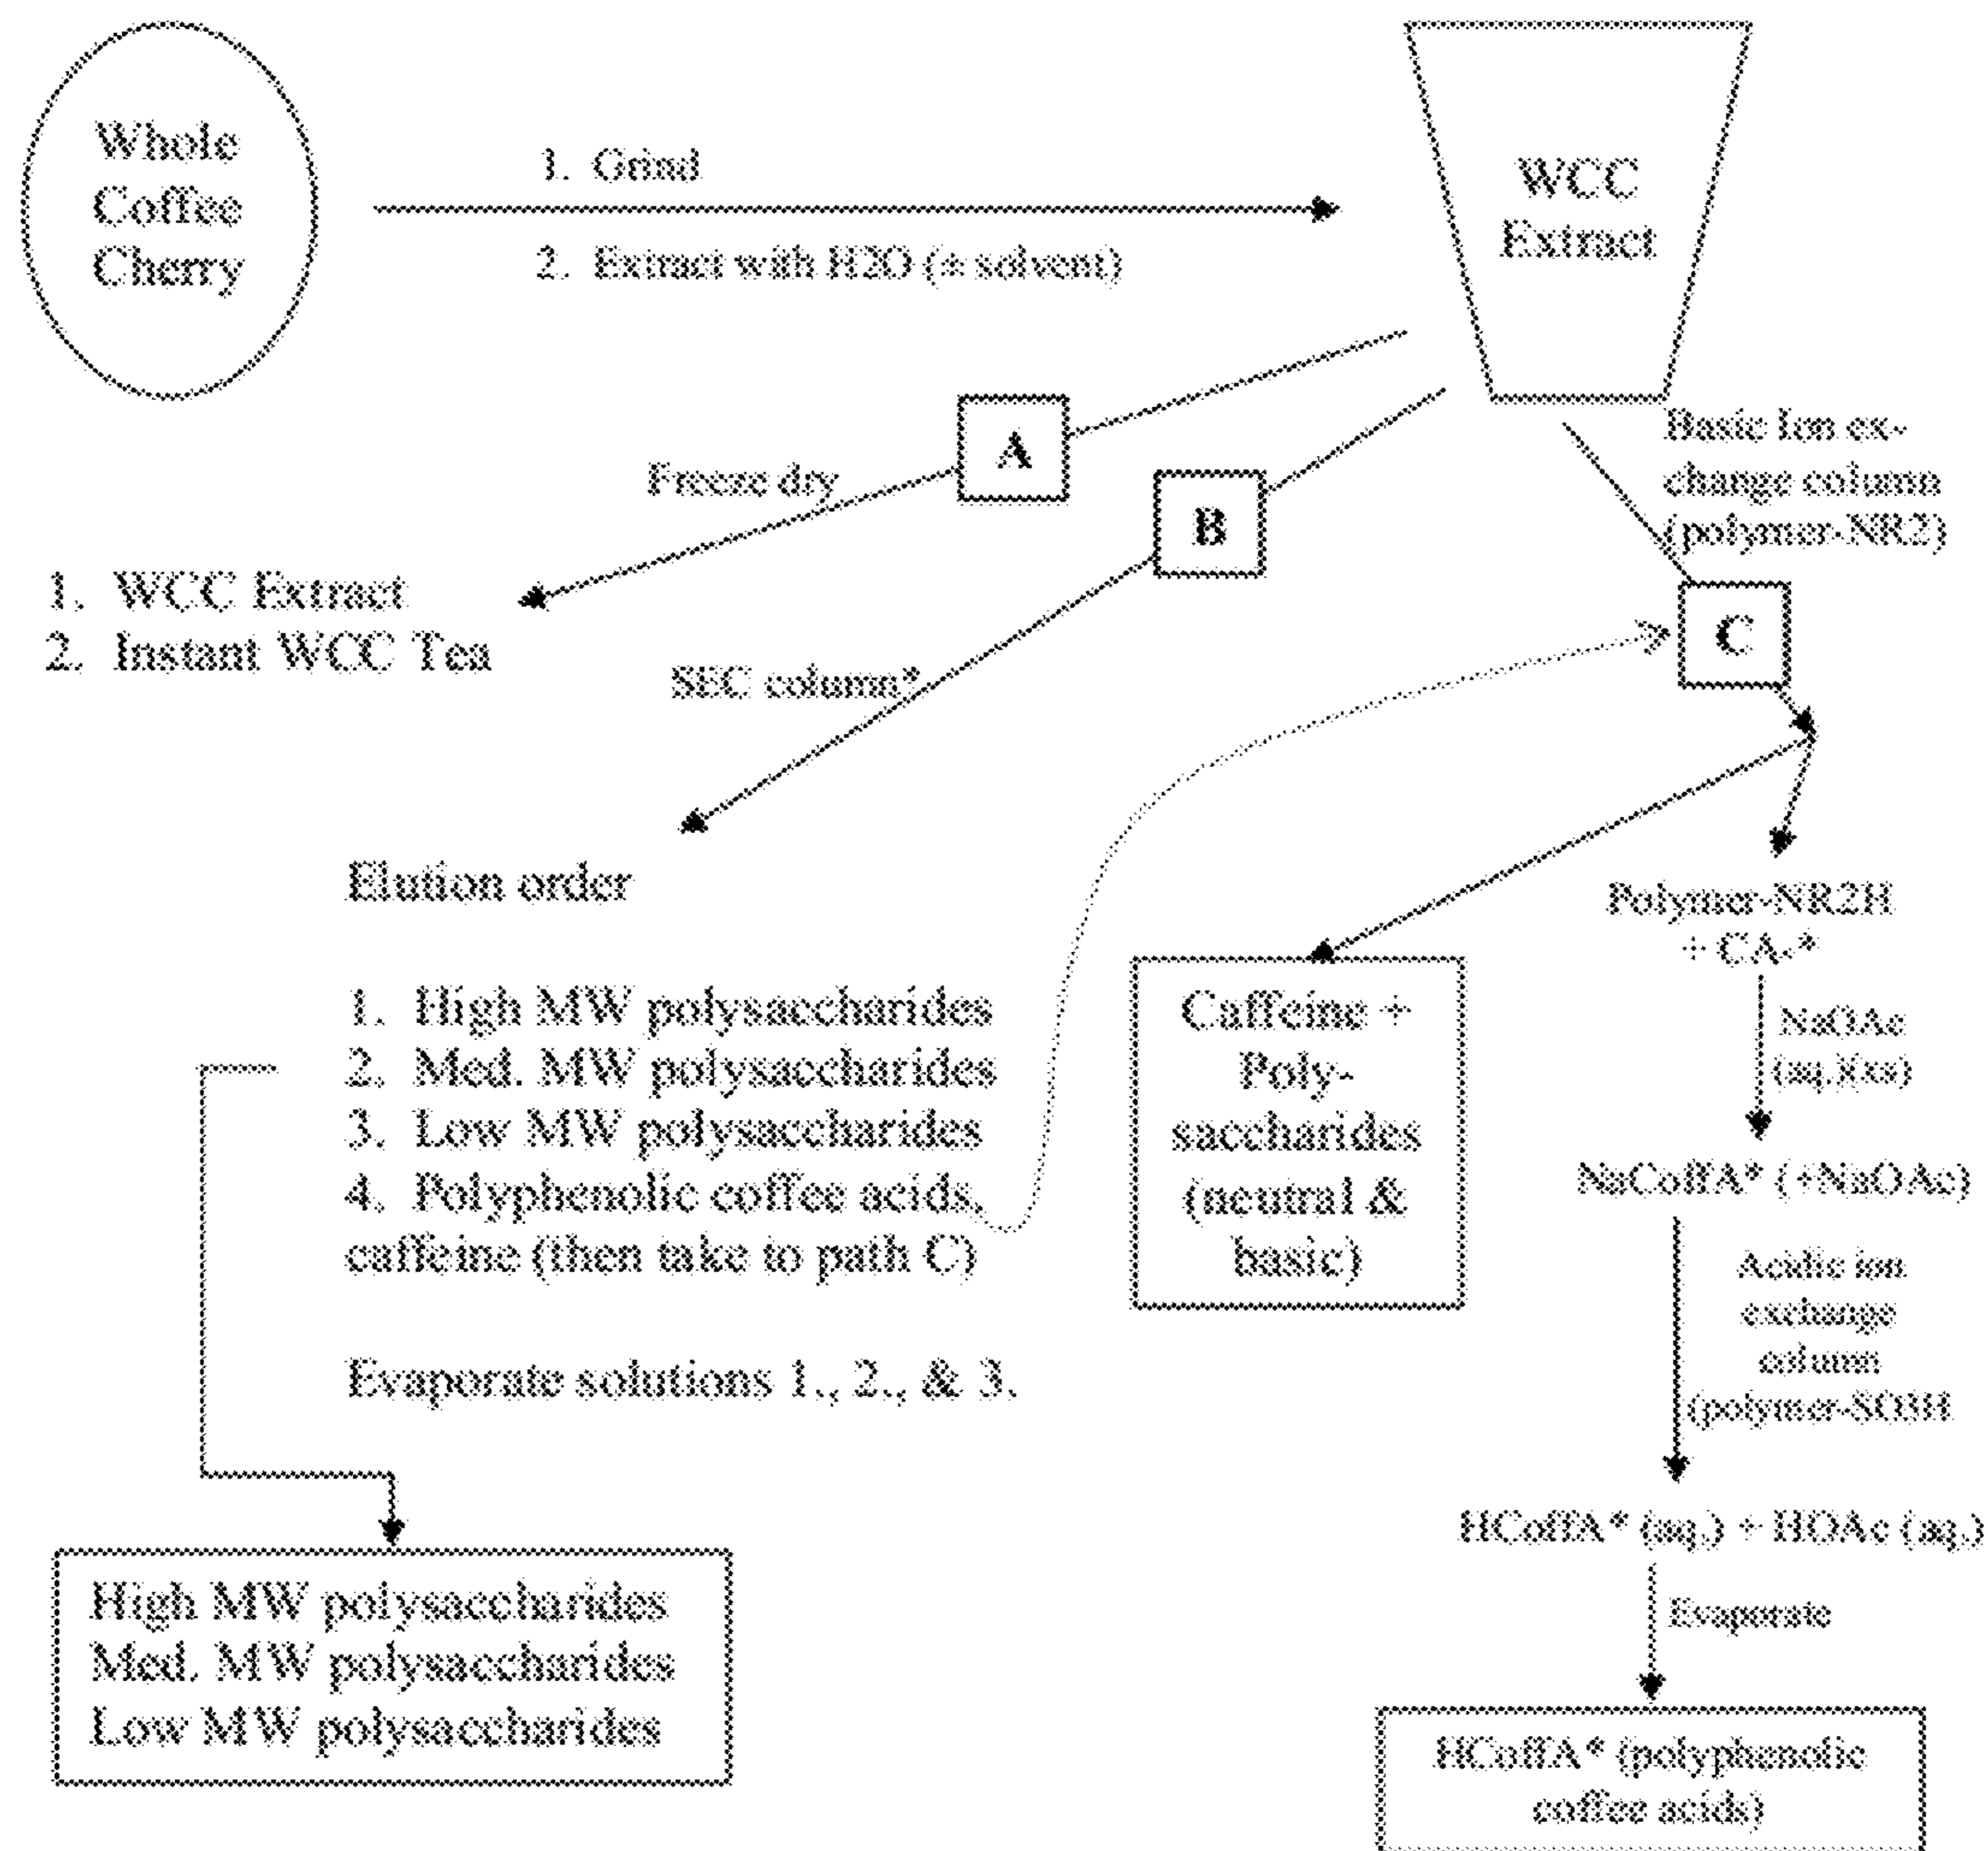 Whole
Coffee
Cherry
1. Grind
2. Extract with H2O (± solvent)
WCC
Extract
A
Freeze dry
1. WCC Extract
2. Instant WCC Tea
B
SEC column*
Basic Ion ex-
change column
(polymer-NR2)
C
Elution order
1. High MW polysaccharides
2. Med. MW polysaccharides
3. Low MW polysaccharides
4. Polyphenolic coffee acids,
caffeine (then take to path C)
Evaporate solutions 1., 2., & 3.
High MW polysaccharides
Med. MW polysaccharides
Low MW polysaccharides
Caffeine +
Poly-
saccharides
(neutral &
basic)
Polymer-NR2H
+ CA-*
NaOAc
(aq.)(xs)
NaCoffA* (+NaOAc)
Acidic ion
exchange
column
(polymer-SO3H
HCoffA* (aq.) + HOAc (aq.)
Evaporate
HCoffA* (polyphenolic
coffee acids)